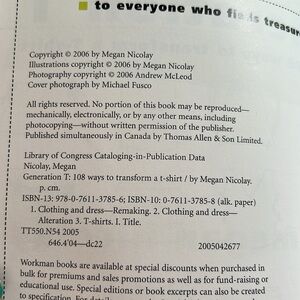 to everyone who finds treasur
Copyright © 2006 by Megan Nicolay
Illustrations copyright © 2006 by Megan Nicolay
Photography copyright © 2006 Andrew McLeod
Cover photograph by Michael Fusco
All rights reserved. No portion of this book may be reproduced—
mechanically, electronically, or by any other means, including
photocopying—without written permission of the publisher.
Published simultaneously in Canada by Thomas Allen & Son Limited.
Library of Congress Cataloging-in-Publication Data
Nicolay, Megan
Generation T: 108 ways to transform a t-shirt / by Megan Nicolay.
p. cm.
ISBN-13: 978-0-7611-3785-6; ISBN-10: 0-7611-3785-8 (alk. paper)
1. Clothing and dress—Remaking. 2. Clothing and dress—
Alteration 3. T-shirts. I. Title.
TT550.N54 2005
646.4'04—dc22 2005042677
Workman books are available at special discounts when purchased in
bulk for premiums and sales promotions as well as for fund-raising or
educational use. Special editions or book excerpts can also be created
to specification. For